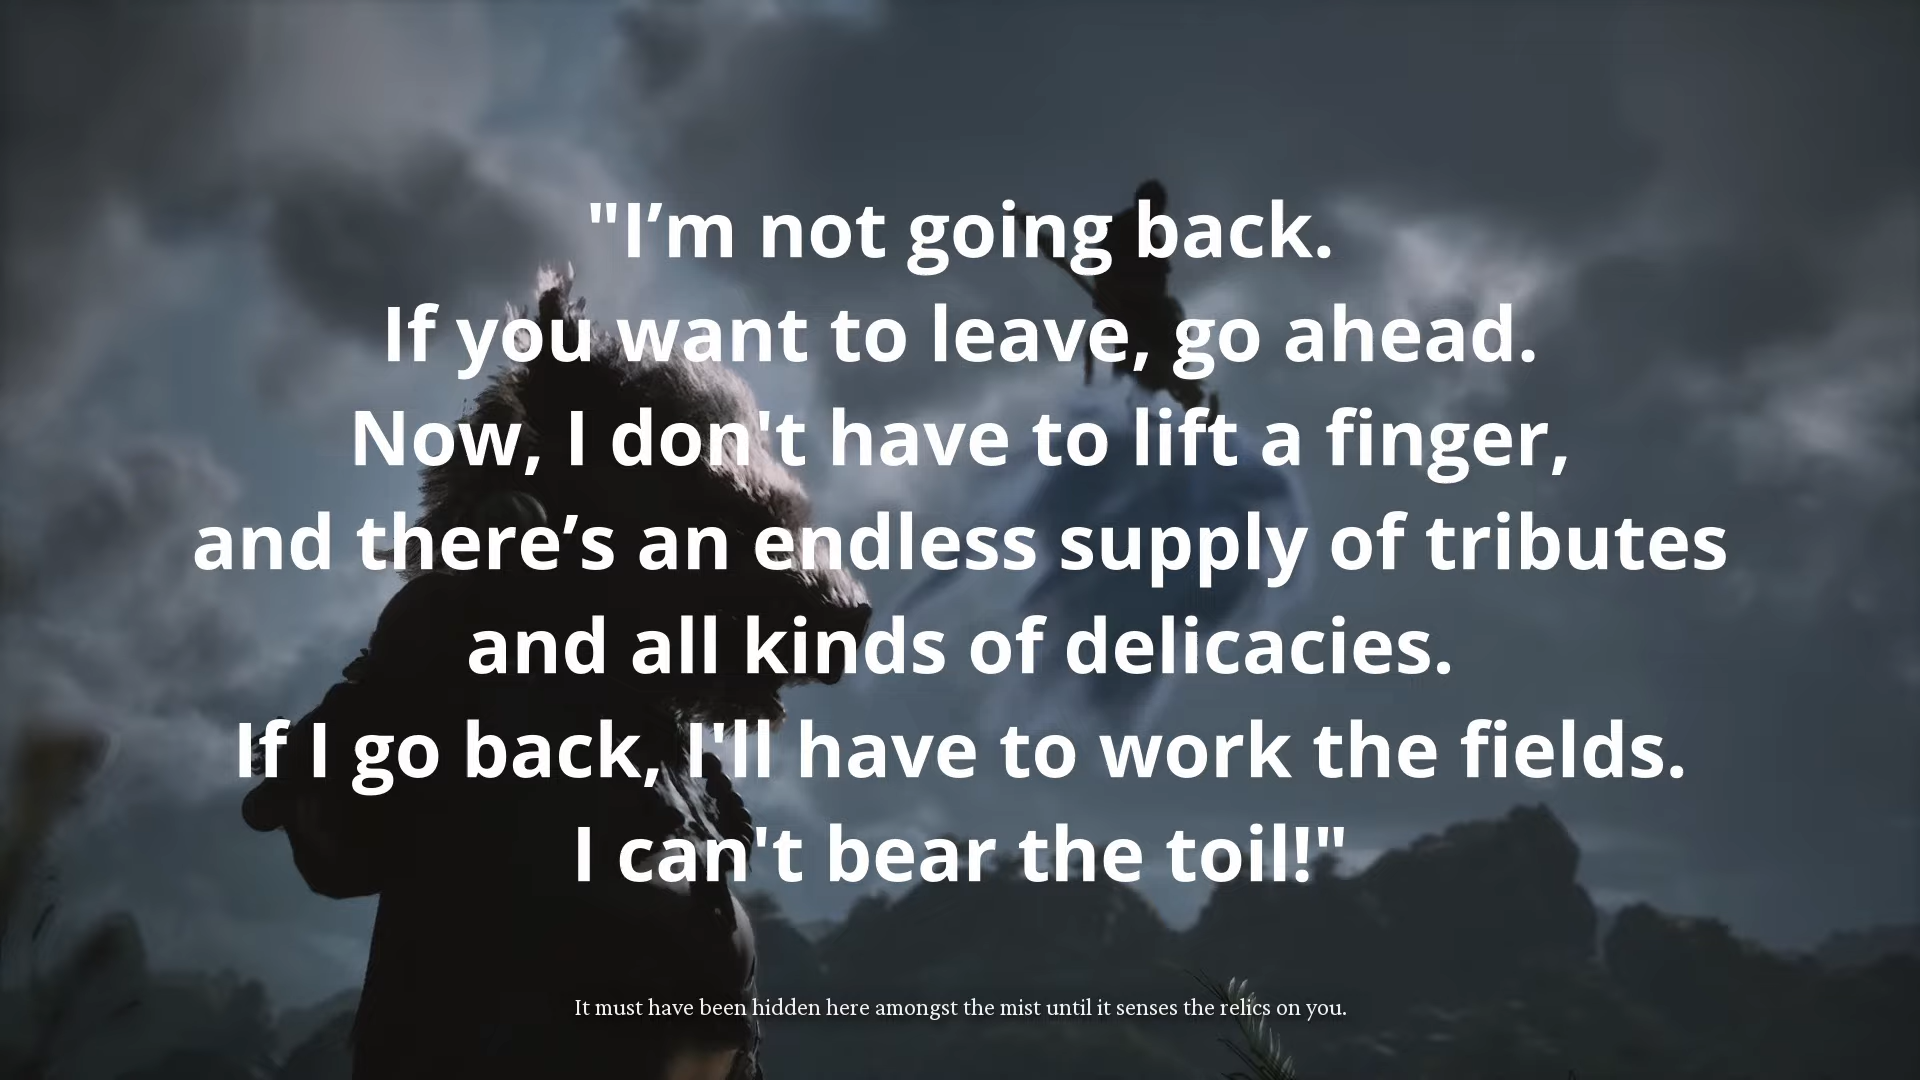 "I’m not going back.
If you want to leave, go ahead.
Now, I don't have to lift a finger,
and there’s an endless supply of tributes
and all kinds of delicacies.
If I go back, I'll have to work the fields.
I can't bear the toil!"
It must have been hidden here amongst the mist until it senses the relics on you.